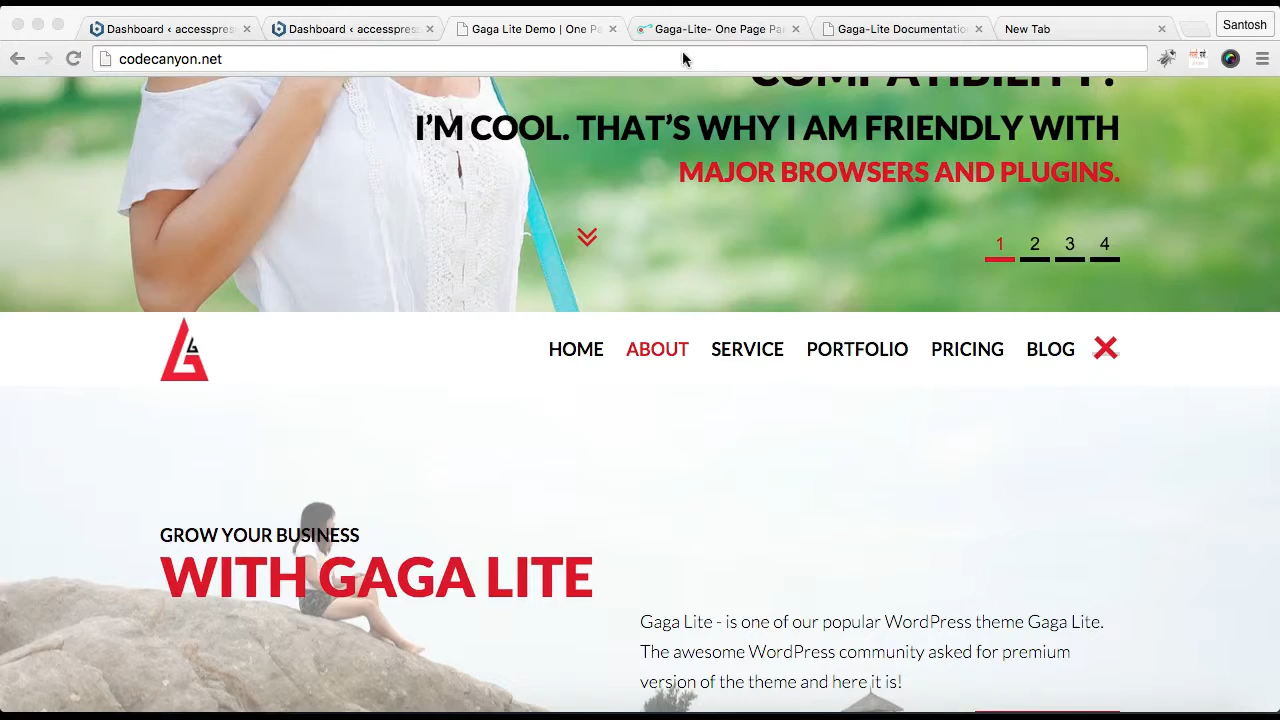 Dashboard ‹ accesspres
Dashboard ‹ accesspres
Gaga Lite Demo | One Pa
Gaga-Lite- One Page Par
Gaga-Lite Documentatio
New Tab
Santosh
codecanyon.net
COMPATIBILITY?
I'M COOL. THAT'S WHY I AM FRIENDLY WITH
MAJOR BROWSERS AND PLUGINS.
1 2 3 4
HOME ABOUT SERVICE PORTFOLIO PRICING BLOG
GROW YOUR BUSINESS
WITH GAGA LITE
Gaga Lite - is one of our popular WordPress theme Gaga Lite.
The awesome WordPress community asked for premium
version of the theme and here it is!